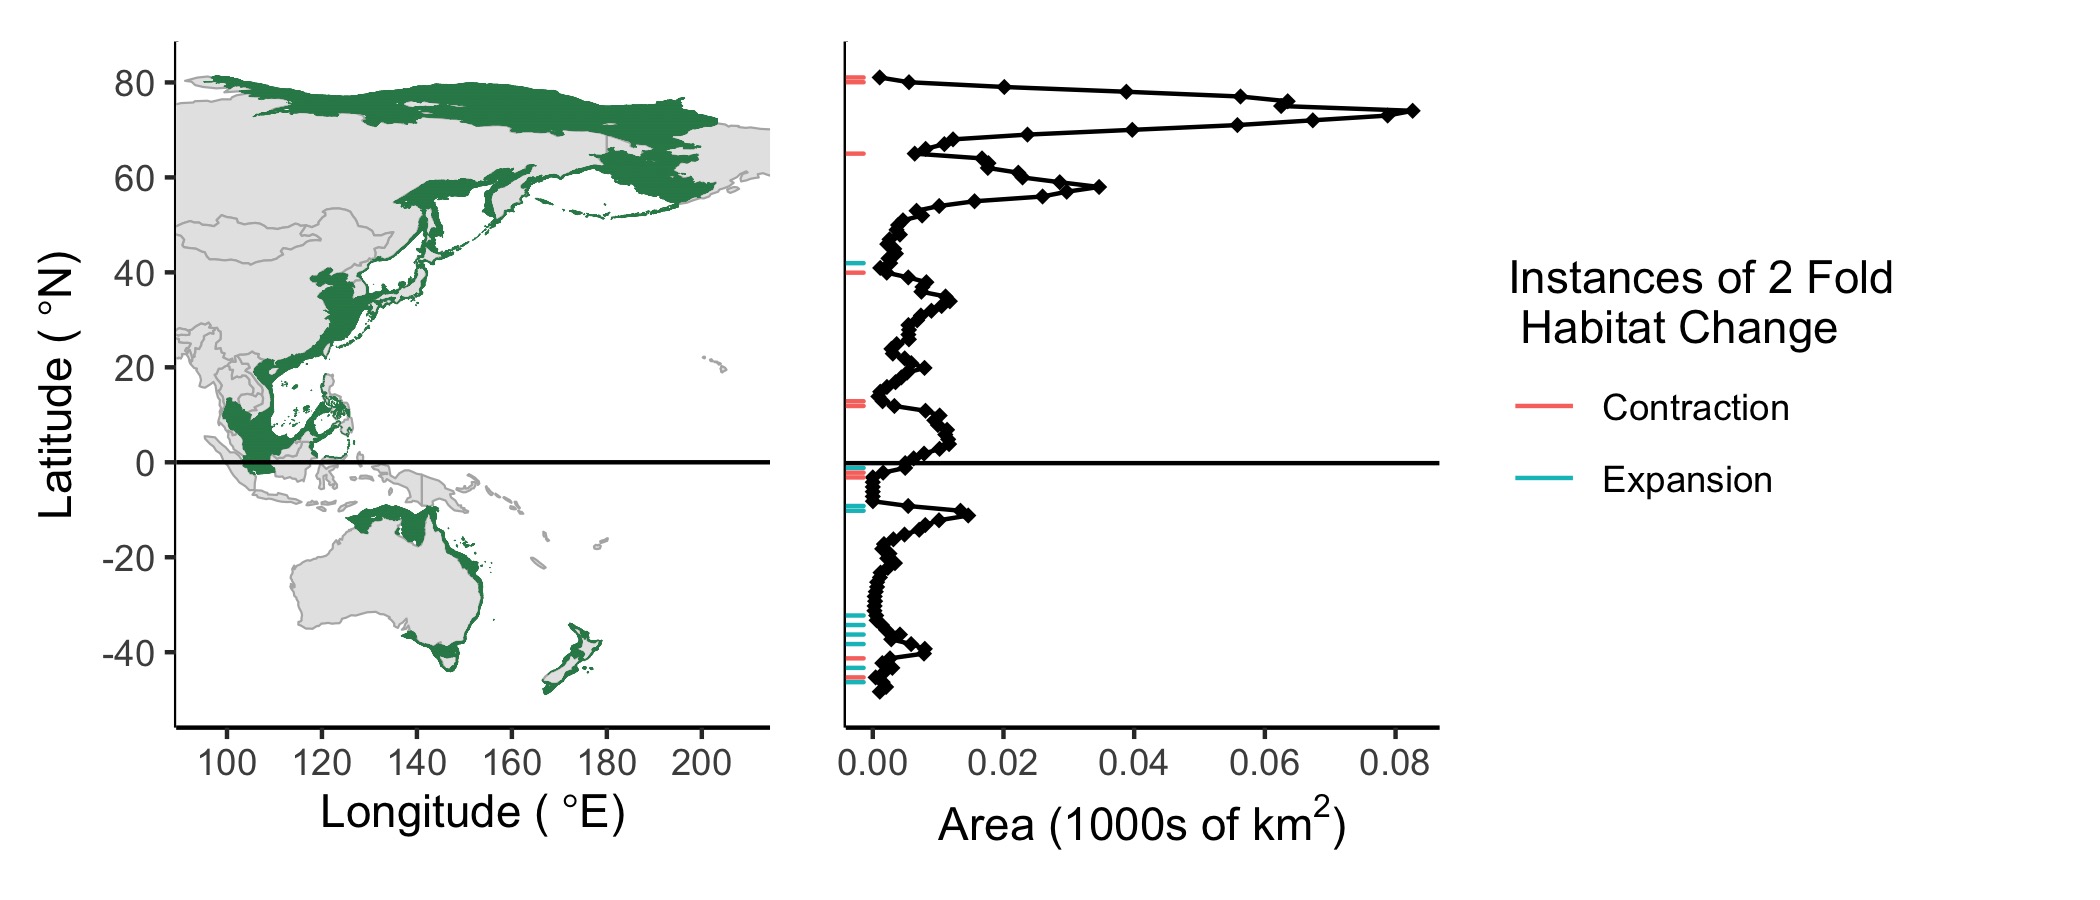 Latitude ( °N)
80
60
40
20
0
-20
-40
100 120 140 160 180 200
Longitude ( °E)
0.00 0.02 0.04 0.06 0.08
Area (1000s of km²)
Instances of 2 Fold
Habitat Change
Contraction
Expansion